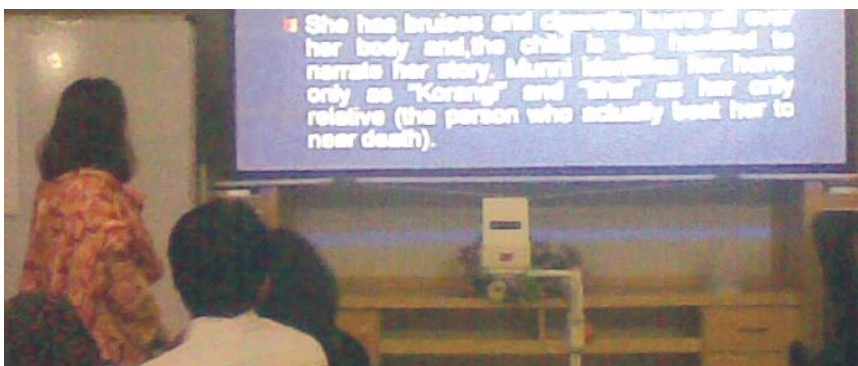 She has bruises and cigarette burns all over
her body and,the child is too horrified to
narrate her story. Munni identifies her home
only as "Korangi" and as her only
relative (the person who actually beat her to
near death).